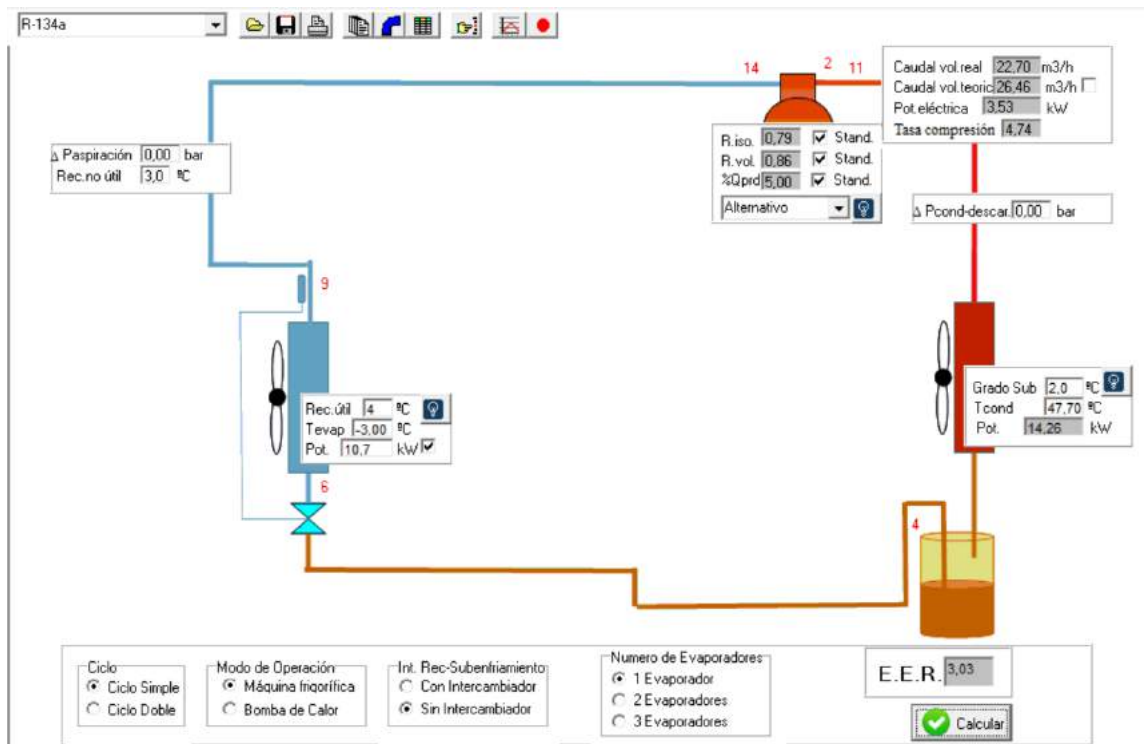 R-134a
14
2
11
Caudal vol.real 22,70 m3/h
Caudal vol.teoric 26,46 m3/h
Pot.eléctrica 3,53 kW
Tasa compresión 4,74
R.iso. 0,79 Stand.
R.vol. 0,86 Stand.
%Qprd 5,00 Stand.
Alternativo
Δ Paspiración 0,00 bar
Rec.no útil 3,0 ºC
Δ Pcond-descar. 0,00 bar
9
Rec.útil 4 ºC
Tevap -3,00 ºC
Pot. 10,7 kW
Grado Sub 2,0 ºC
Tcond 47,70 ºC
Pot. 14,26 kW
6
4
Ciclo
Ciclo Simple
Ciclo Doble
Modo de Operación
Máquina frigorífica
Bomba de Calor
Int. Rec-Subenfriamiento
Con Intercambiador
Sin Intercambiador
Numero de Evaporadores
1 Evaporador
2 Evaporadores
3 Evaporadores
E.E.R. 3,03
Calcular